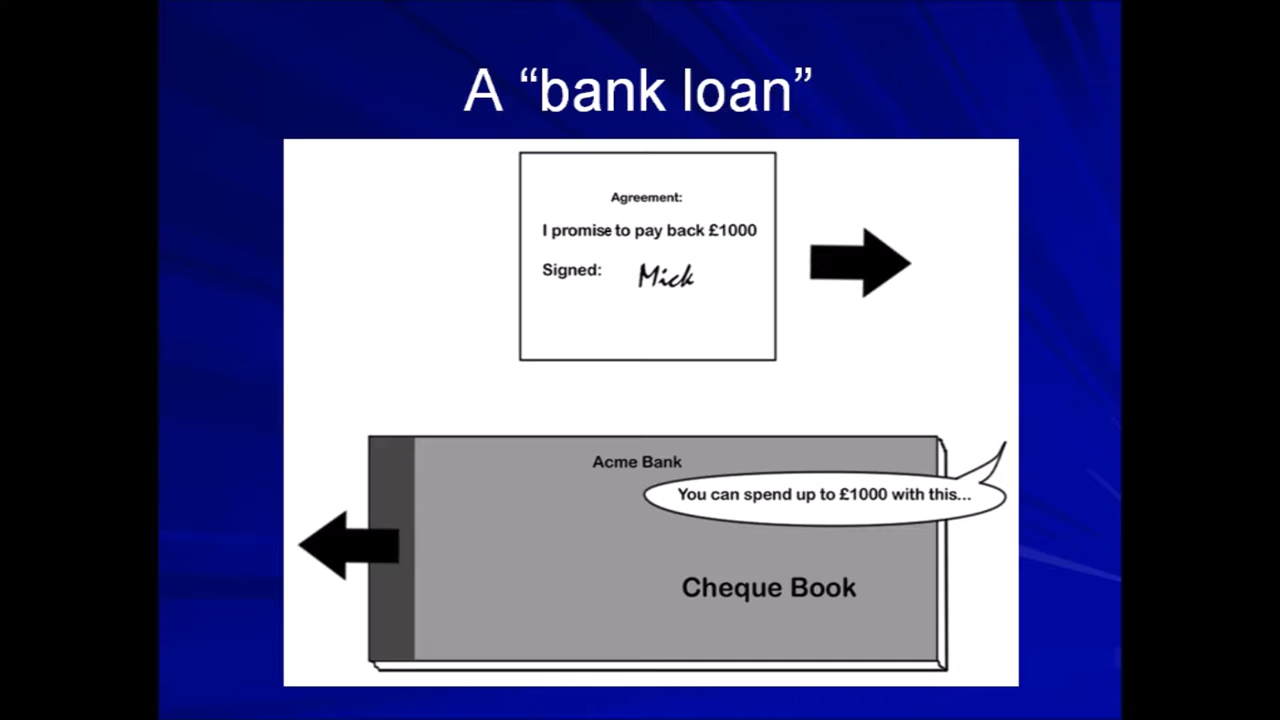 A “bank loan”
Agreement:
I promise to pay back £1000
Signed: Mick
Acme Bank
You can spend up to £1000 with this...
Cheque Book